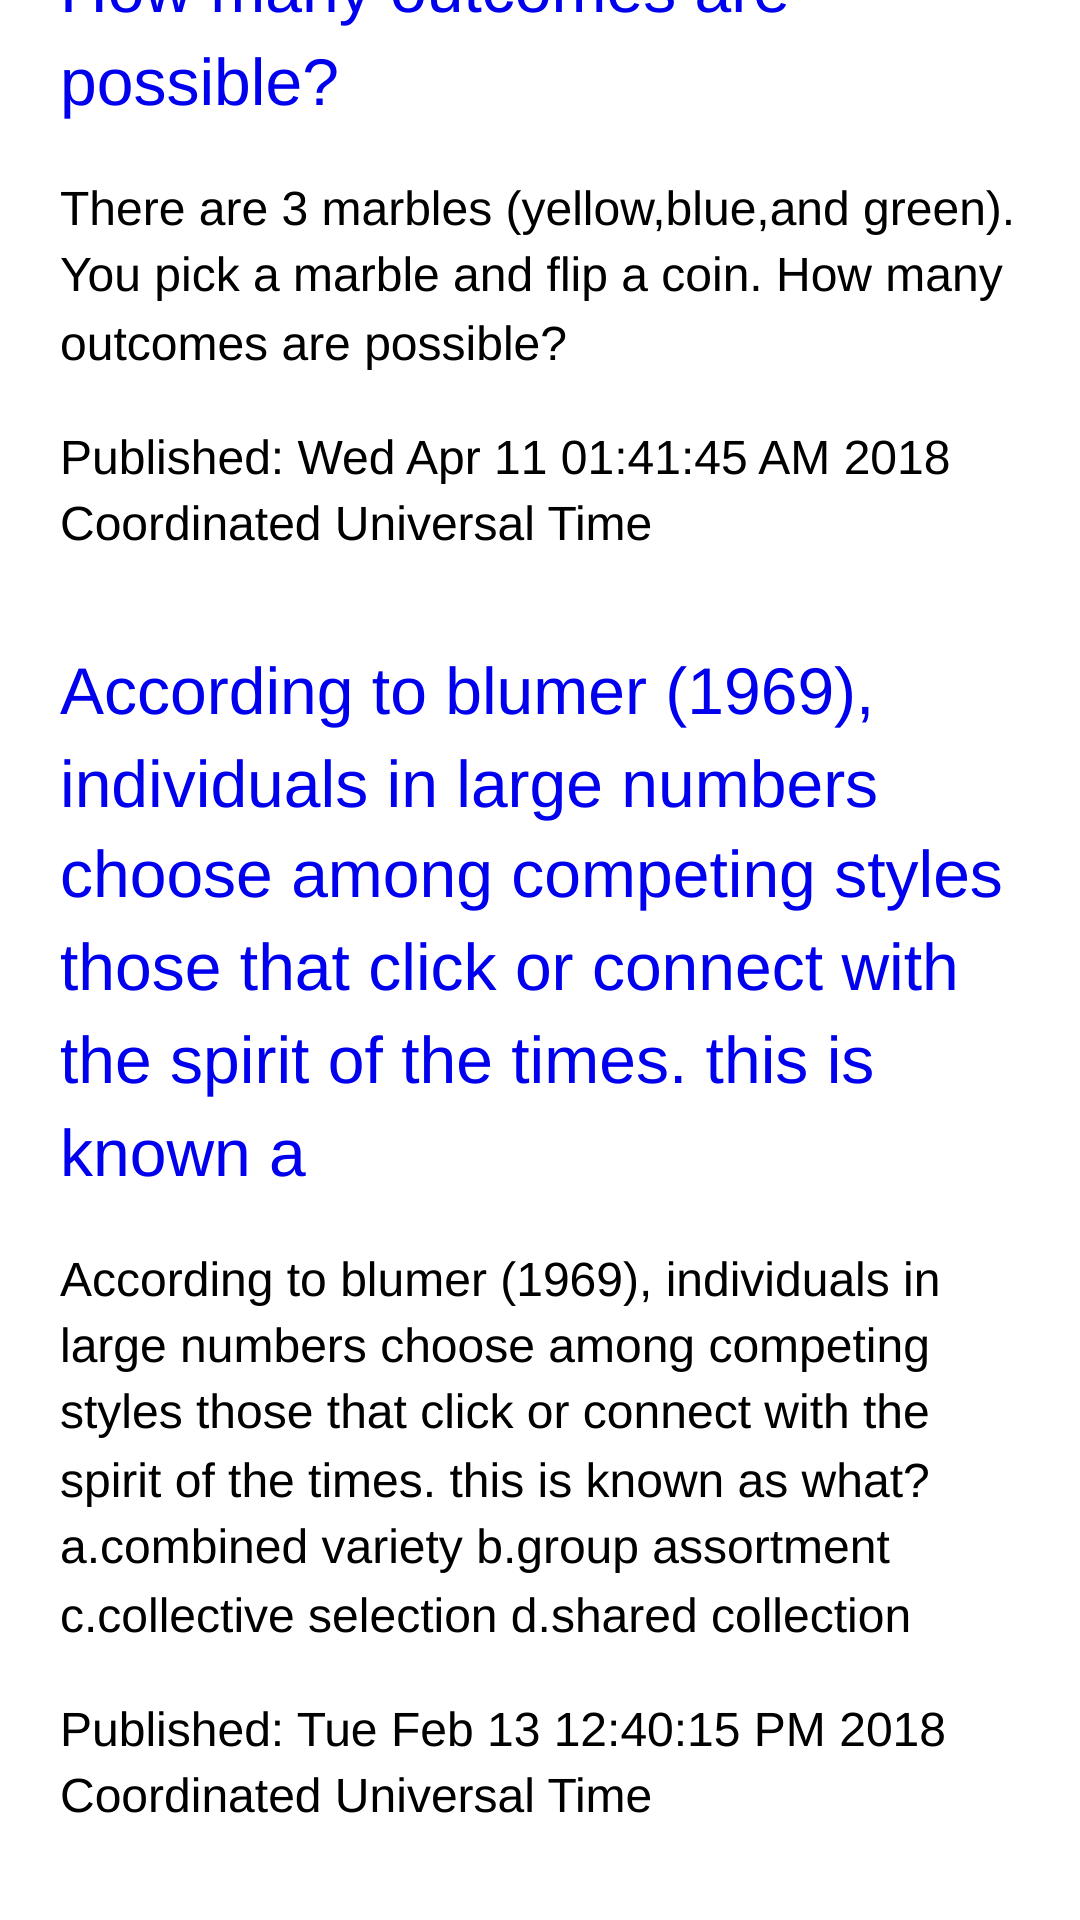 How many outcomes are
possible?
There are 3 marbles (yellow,blue,and green).
You pick a marble and flip a coin. How many
outcomes are possible?
Published: Wed Apr 11 01:41:45 AM 2018
Coordinated Universal Time
According to blumer (1969),
individuals in large numbers
choose among competing styles
those that click or connect with
the spirit of the times. this is
known a
According to blumer (1969), individuals in
large numbers choose among competing
styles those that click or connect with the
spirit of the times. this is known as what?
a.combined variety b.group assortment
c.collective selection d.shared collection
Published: Tue Feb 13 12:40:15 PM 2018
Coordinated Universal Time